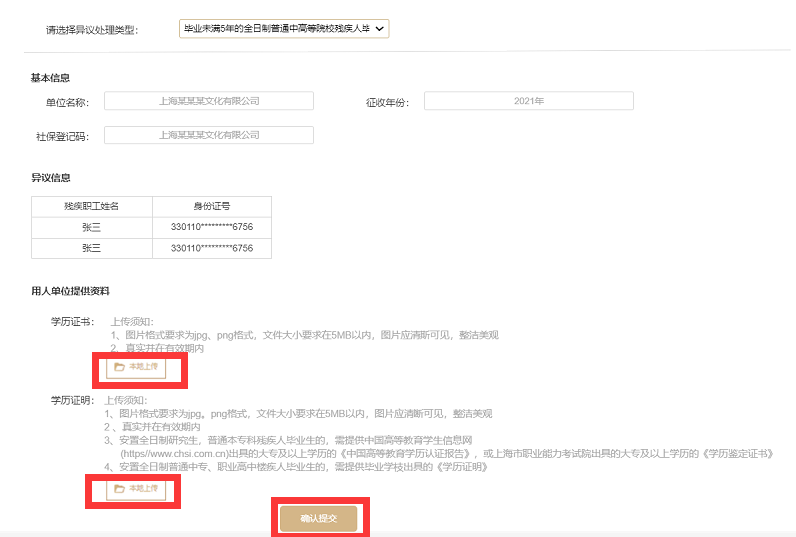 请选择异议处理类型：
毕业未满5年的全日制普通中高等院校残疾人毕
基本信息
单位名称： 上海某某某文化有限公司 征收年份： 2021年
社保登记码： 上海某某某文化有限公司
异议信息
残疾职工姓名 身份证号
张三 330110*********6756
张三 330110*********6756
用人单位提供资料
学历证书： 上传须知：
1、图片格式要求为jpg、png格式，文件大小要求在5MB以内，图片应清晰可见，整洁美观
2、真实并在有效期内
本地上传
学历证明： 上传须知：
1、图片格式要求为jpg。png格式，文件大小要求在5MB以内，图片应清晰可见，整洁美观
2 、真实并在有效期内
3、安置全日制研究生，普通本专科残疾人毕业生的，需提供中国高等教育学生信息网
(https//www.chsi.com.cn)出具的大专及以上学历的《中国高等教育学历认证报告》，或上海市职业能力考试院出具的大专及以上学历的《学历鉴定证书》
4、安置全日制普通中专、职业高中楼疾人毕业生的，需提供毕业学技出具的《学历证明》
本地上传
确认提交